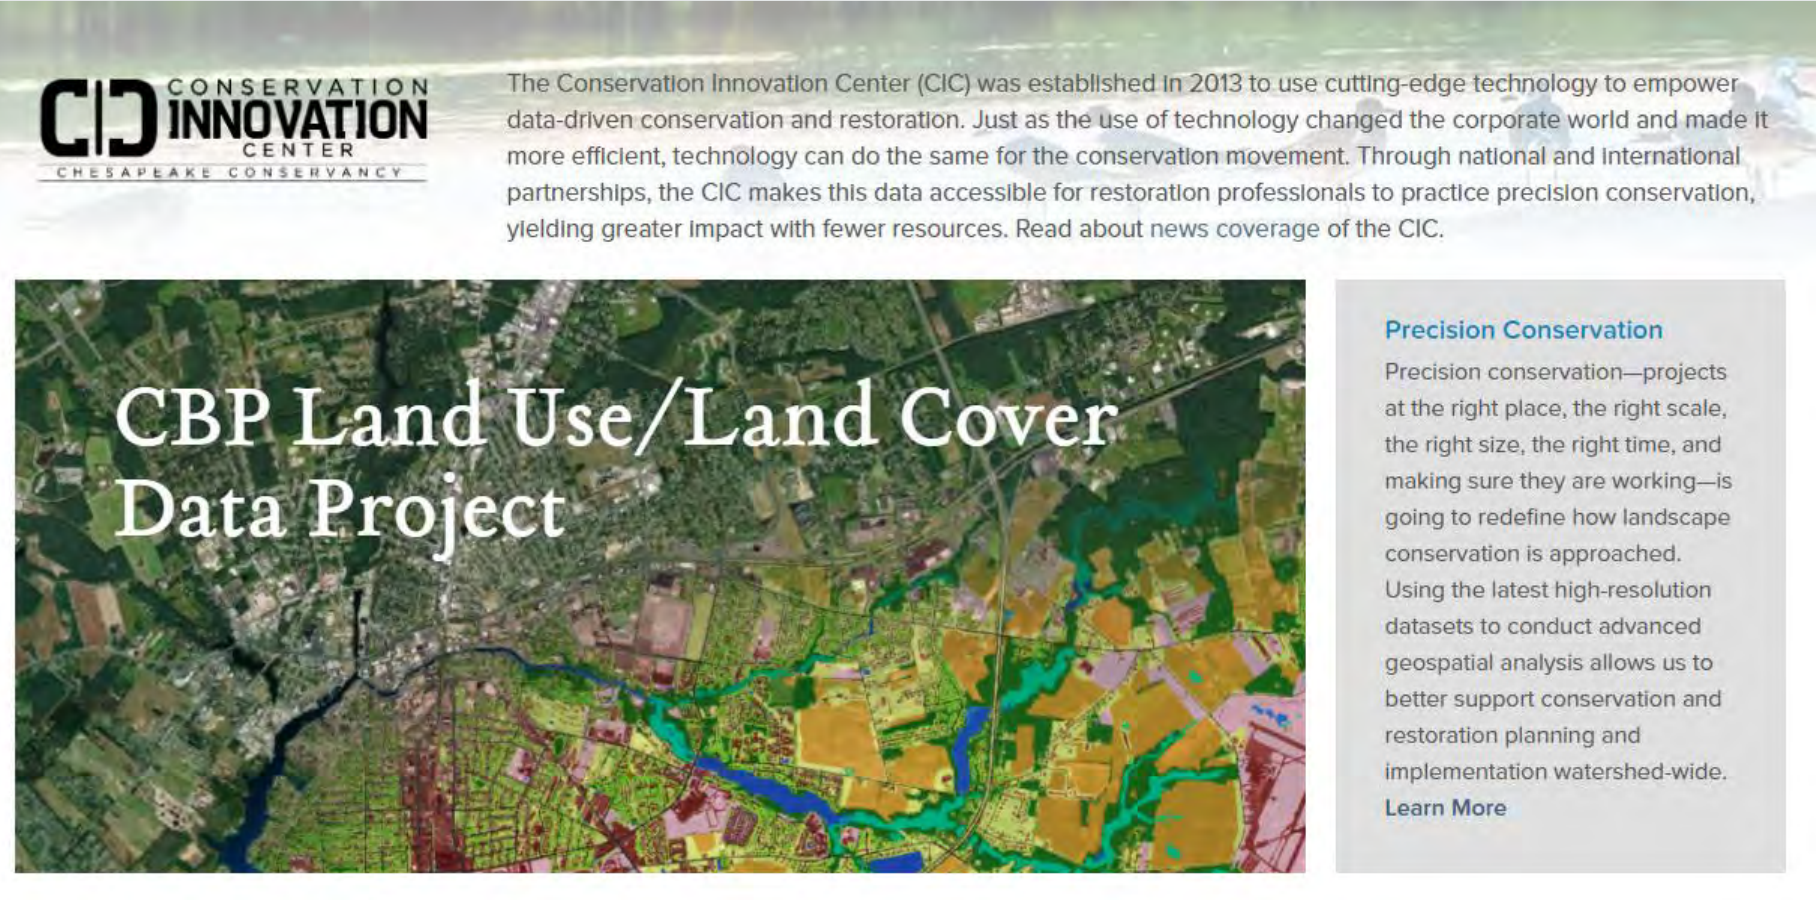 CIC
CONSERVATION
INNOVATION
CENTER
CHESAPEAKE CONSERVANCY
The Conservation Innovation Center (CIC) was established in 2013 to use cutting-edge technology to empower
data-driven conservation and restoration. Just as the use of technology changed the corporate world and made it
more efficient, technology can do the same for the conservation movement. Through national and international
partnerships, the CIC makes this data accessible for restoration professionals to practice precision conservation,
yielding greater impact with fewer resources. Read about news coverage of the CIC.
CBP Land Use/Land Cover
Data Project
Precision Conservation
Precision conservation—projects
at the right place, the right scale,
the right size, the right time, and
making sure they are working—is
going to redefine how landscape
conservation is approached.
Using the latest high-resolution
datasets to conduct advanced
geospatial analysis allows us to
better support conservation and
restoration planning and
implementation watershed-wide.
Learn More